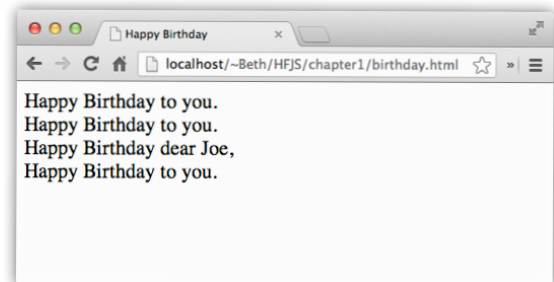 Happy Birthday
localhost/~Beth/HFJS/chapter1/birthday.html
Happy Birthday to you.
Happy Birthday to you.
Happy Birthday dear Joe,
Happy Birthday to you.